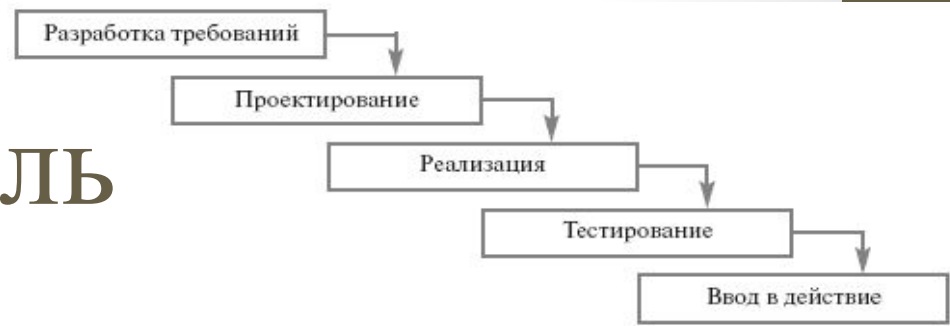 Разработка требований
Проектирование
ЛЬ
Реализация
Тестирование
Ввод в действие